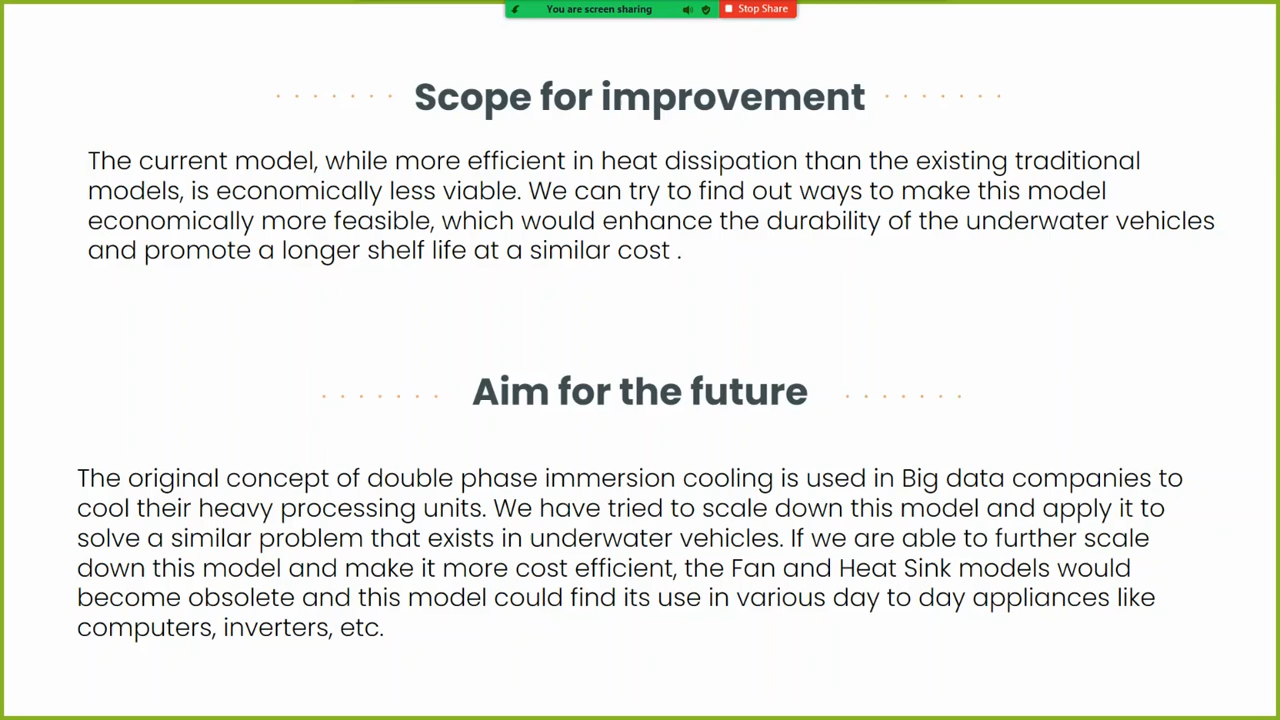 You are screen sharing
Stop Share
Scope for improvement
The current model, while more efficient in heat dissipation than the existing traditional
models, is economically less viable. We can try to find out ways to make this model
economically more feasible, which would enhance the durability of the underwater vehicles
and promote a longer shelf life at a similar cost .
Aim for the future
The original concept of double phase immersion cooling is used in Big data companies to
cool their heavy processing units. We have tried to scale down this model and apply it to
solve a similar problem that exists in underwater vehicles. If we are able to further scale
down this model and make it more cost efficient, the Fan and Heat Sink models would
become obsolete and this model could find its use in various day to day appliances like
computers, inverters, etc.